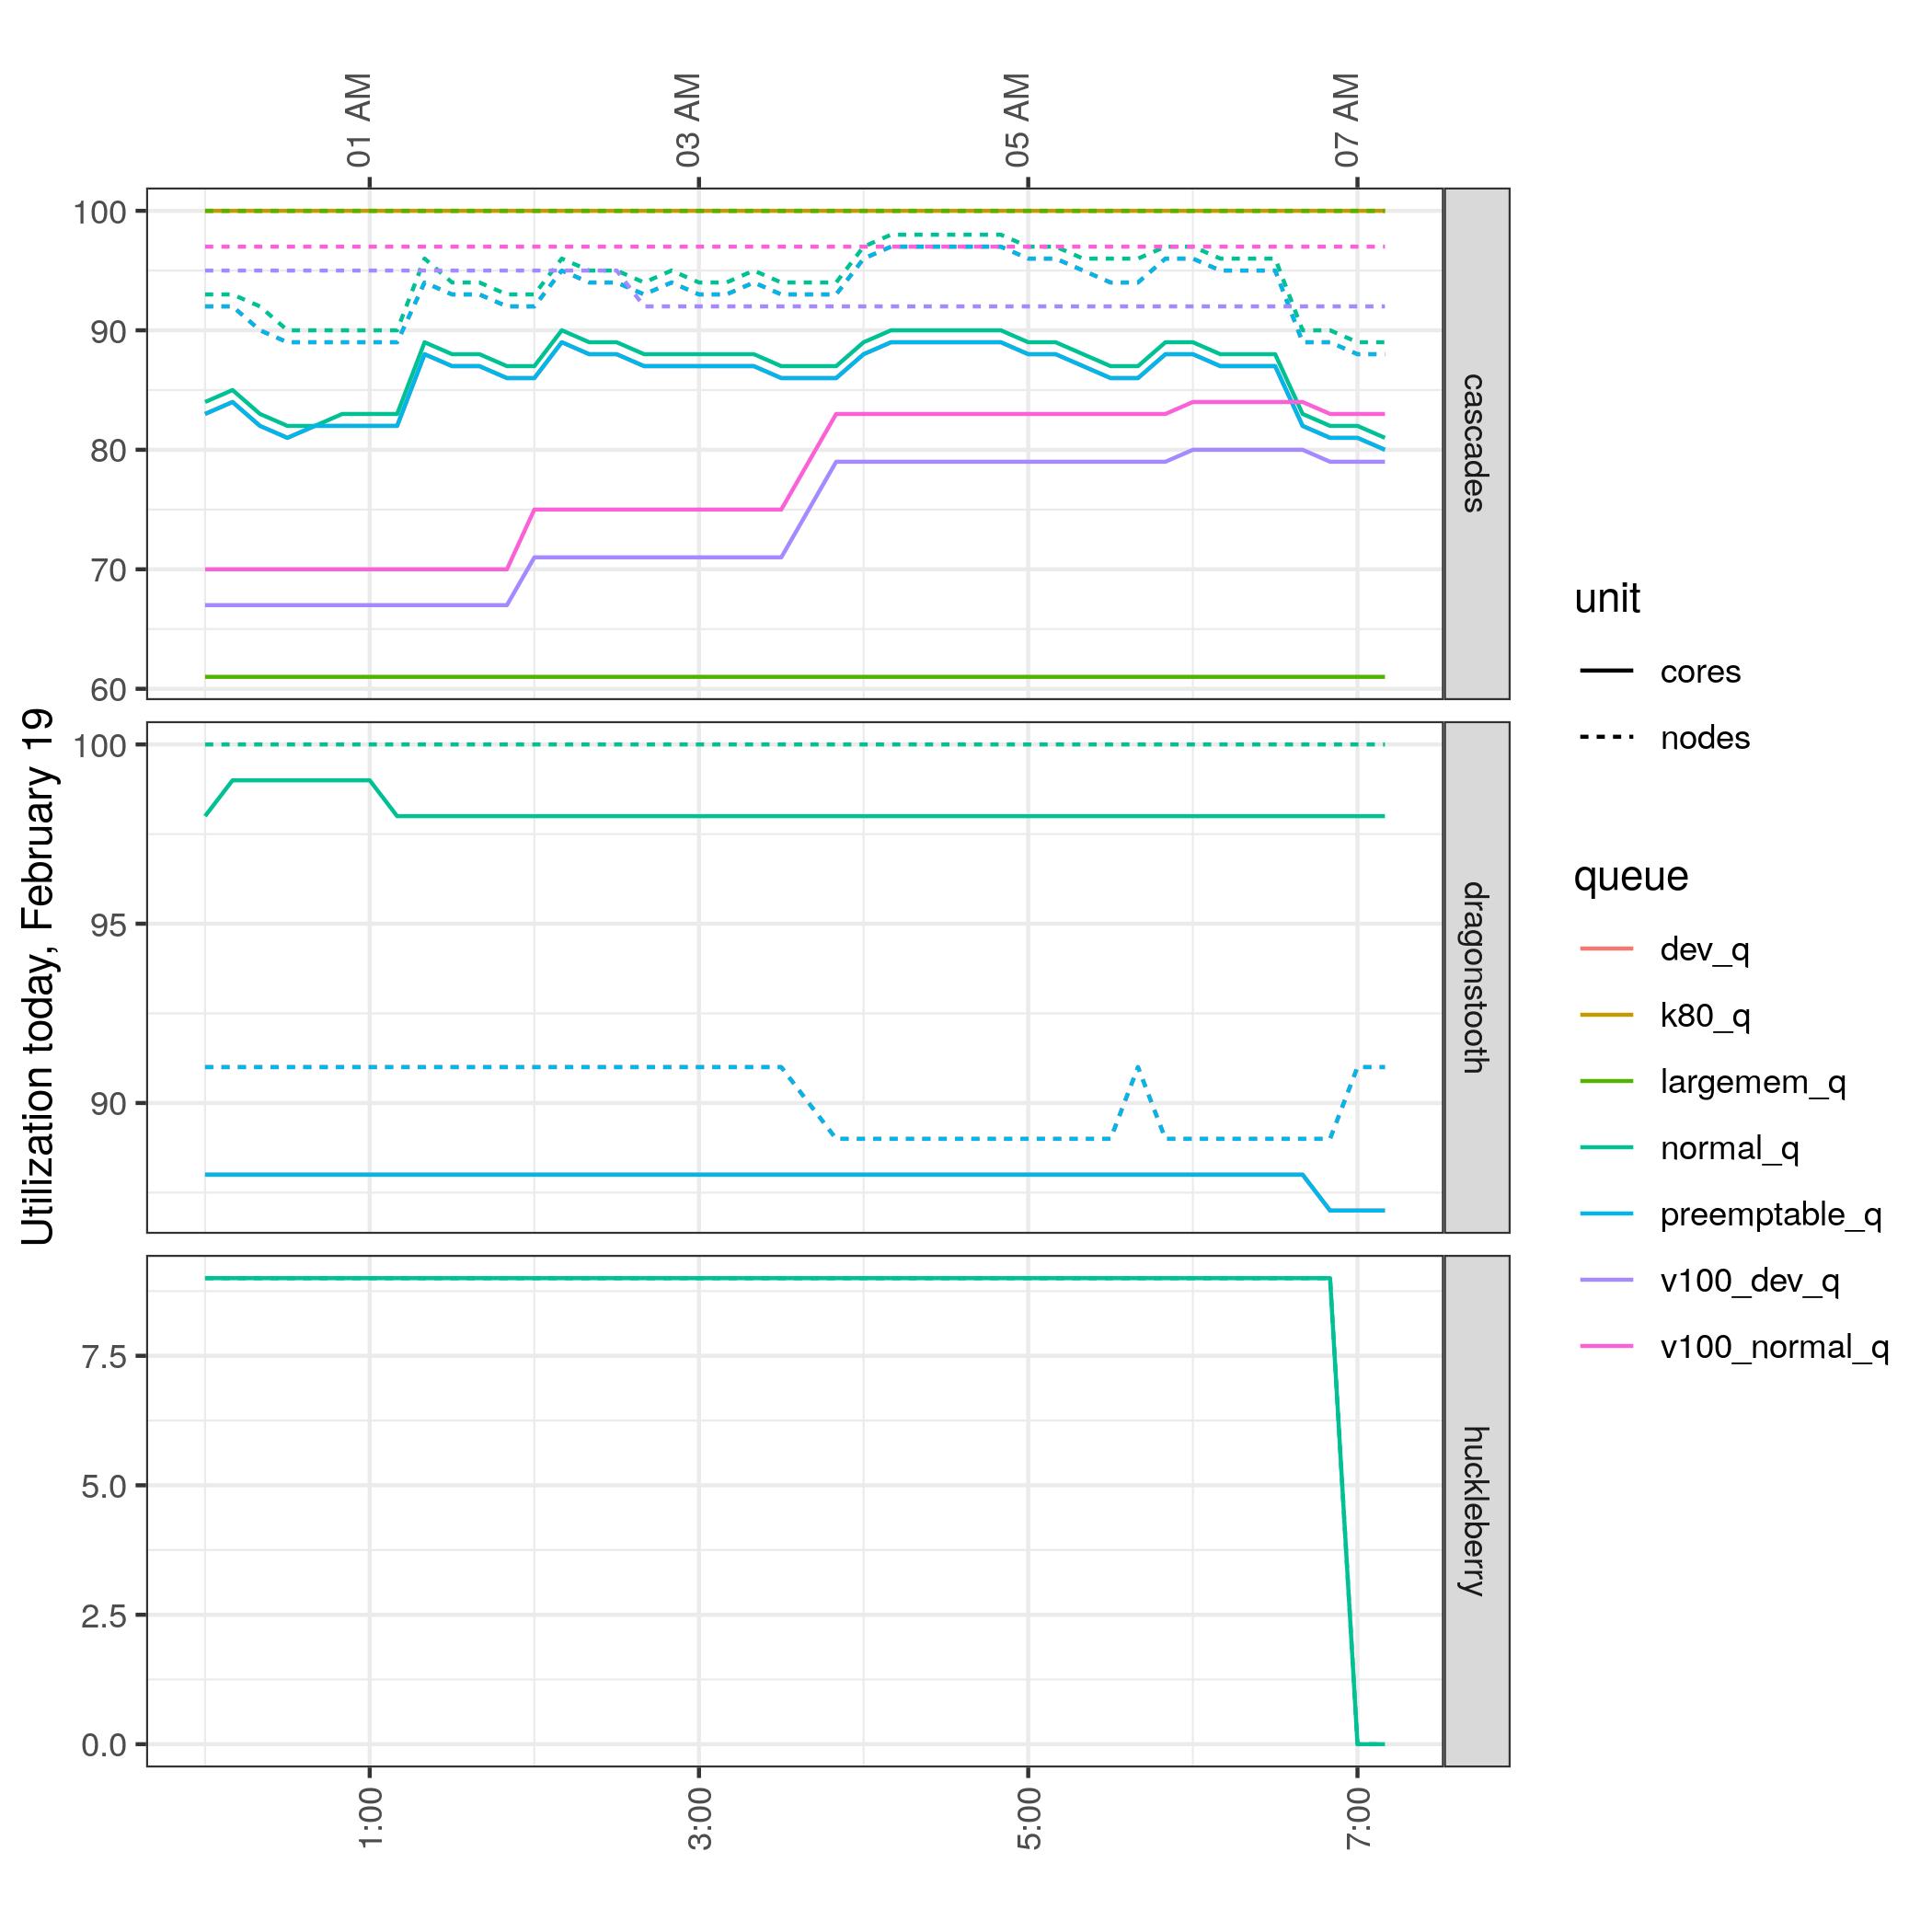 01 AM
03 AM
05 AM
07 AM
Utilization today, February 19
100
90
80
70
60
cascades
100
95
90
dragonstooth
7.5
5.0
2.5
0.0
huckleberry
1:00
3:00
5:00
7:00
unit
cores
nodes
queue
dev_q
k80_q
largemem_q
normal_q
preemptable_q
v100_dev_q
v100_normal_q